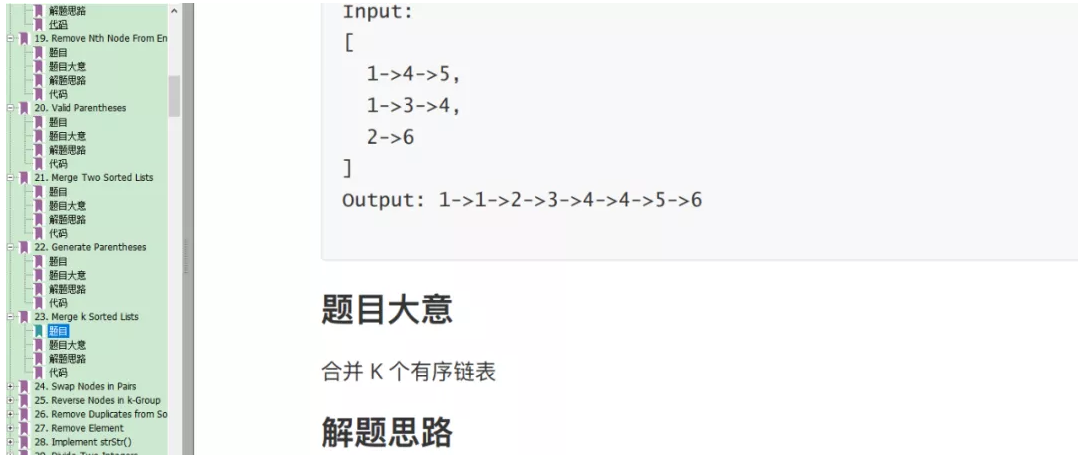 解题思路
代码
19. Remove Nth Node From En
题目
题目大意
解题思路
代码
20. Valid Parentheses
题目
题目大意
解题思路
代码
21. Merge Two Sorted Lists
题目
题目大意
解题思路
代码
22. Generate Parentheses
题目
题目大意
解题思路
代码
23. Merge k Sorted Lists
题目
题目大意
解题思路
代码
24. Swap Nodes in Pairs
25. Reverse Nodes in k-Group
26. Remove Duplicates from So
27. Remove Element
28. Implement strStr()
29. Divide Two Integers
Input:
[
1->4->5,
1->3->4,
2->6
]
Output: 1->1->2->3->4->4->5->6
题目大意
合并 K 个有序链表
解题思路